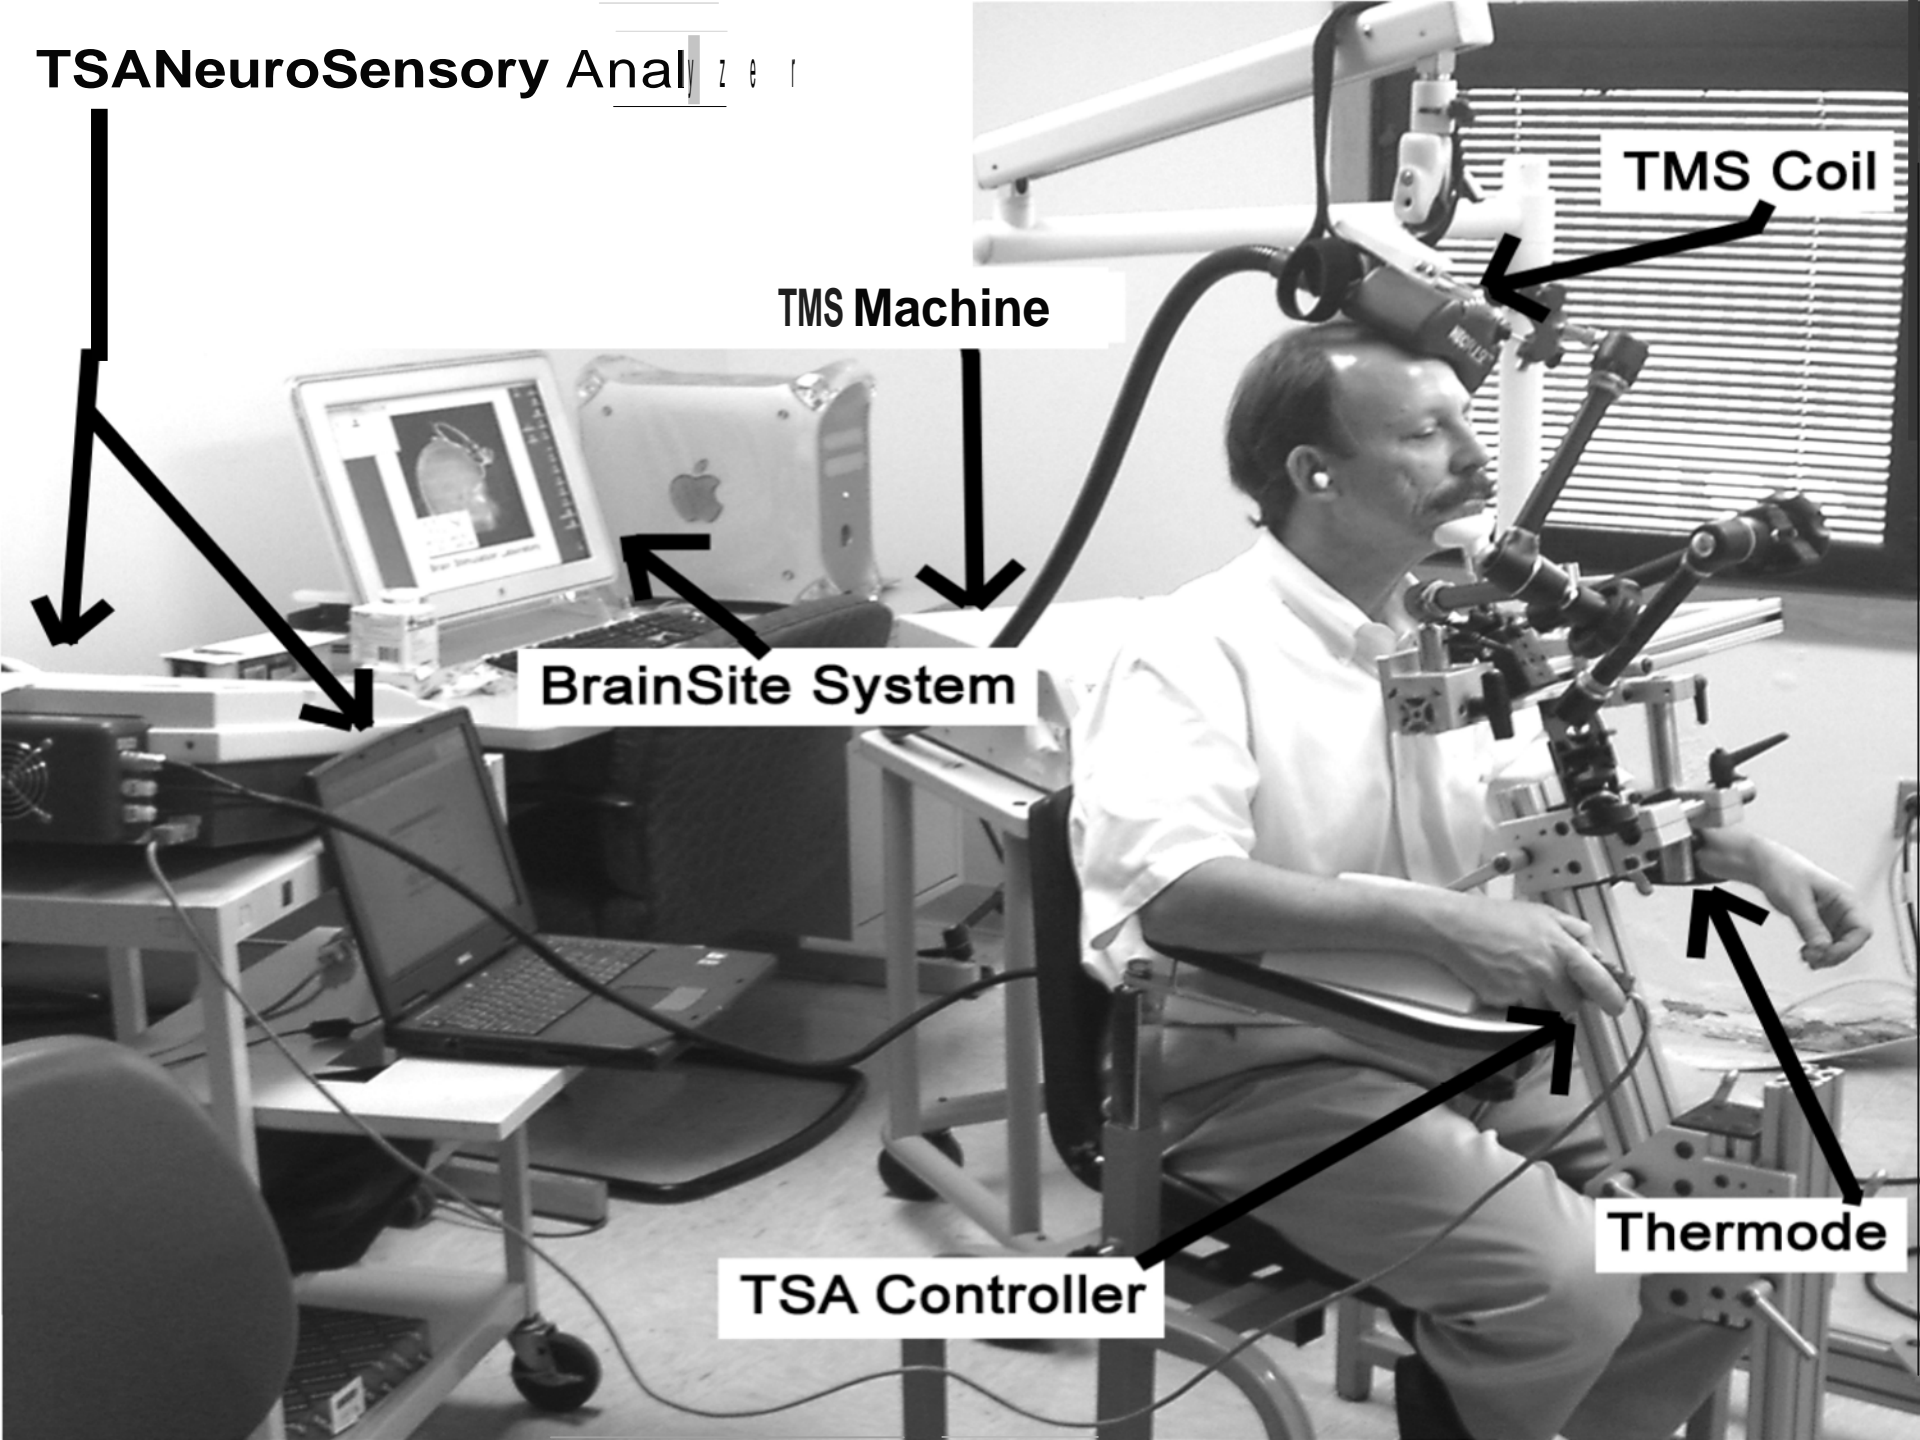 TSANeuroSensory Analyzer
TMS Coil
TMS Machine
BrainSite System
Thermode
TSA Controller